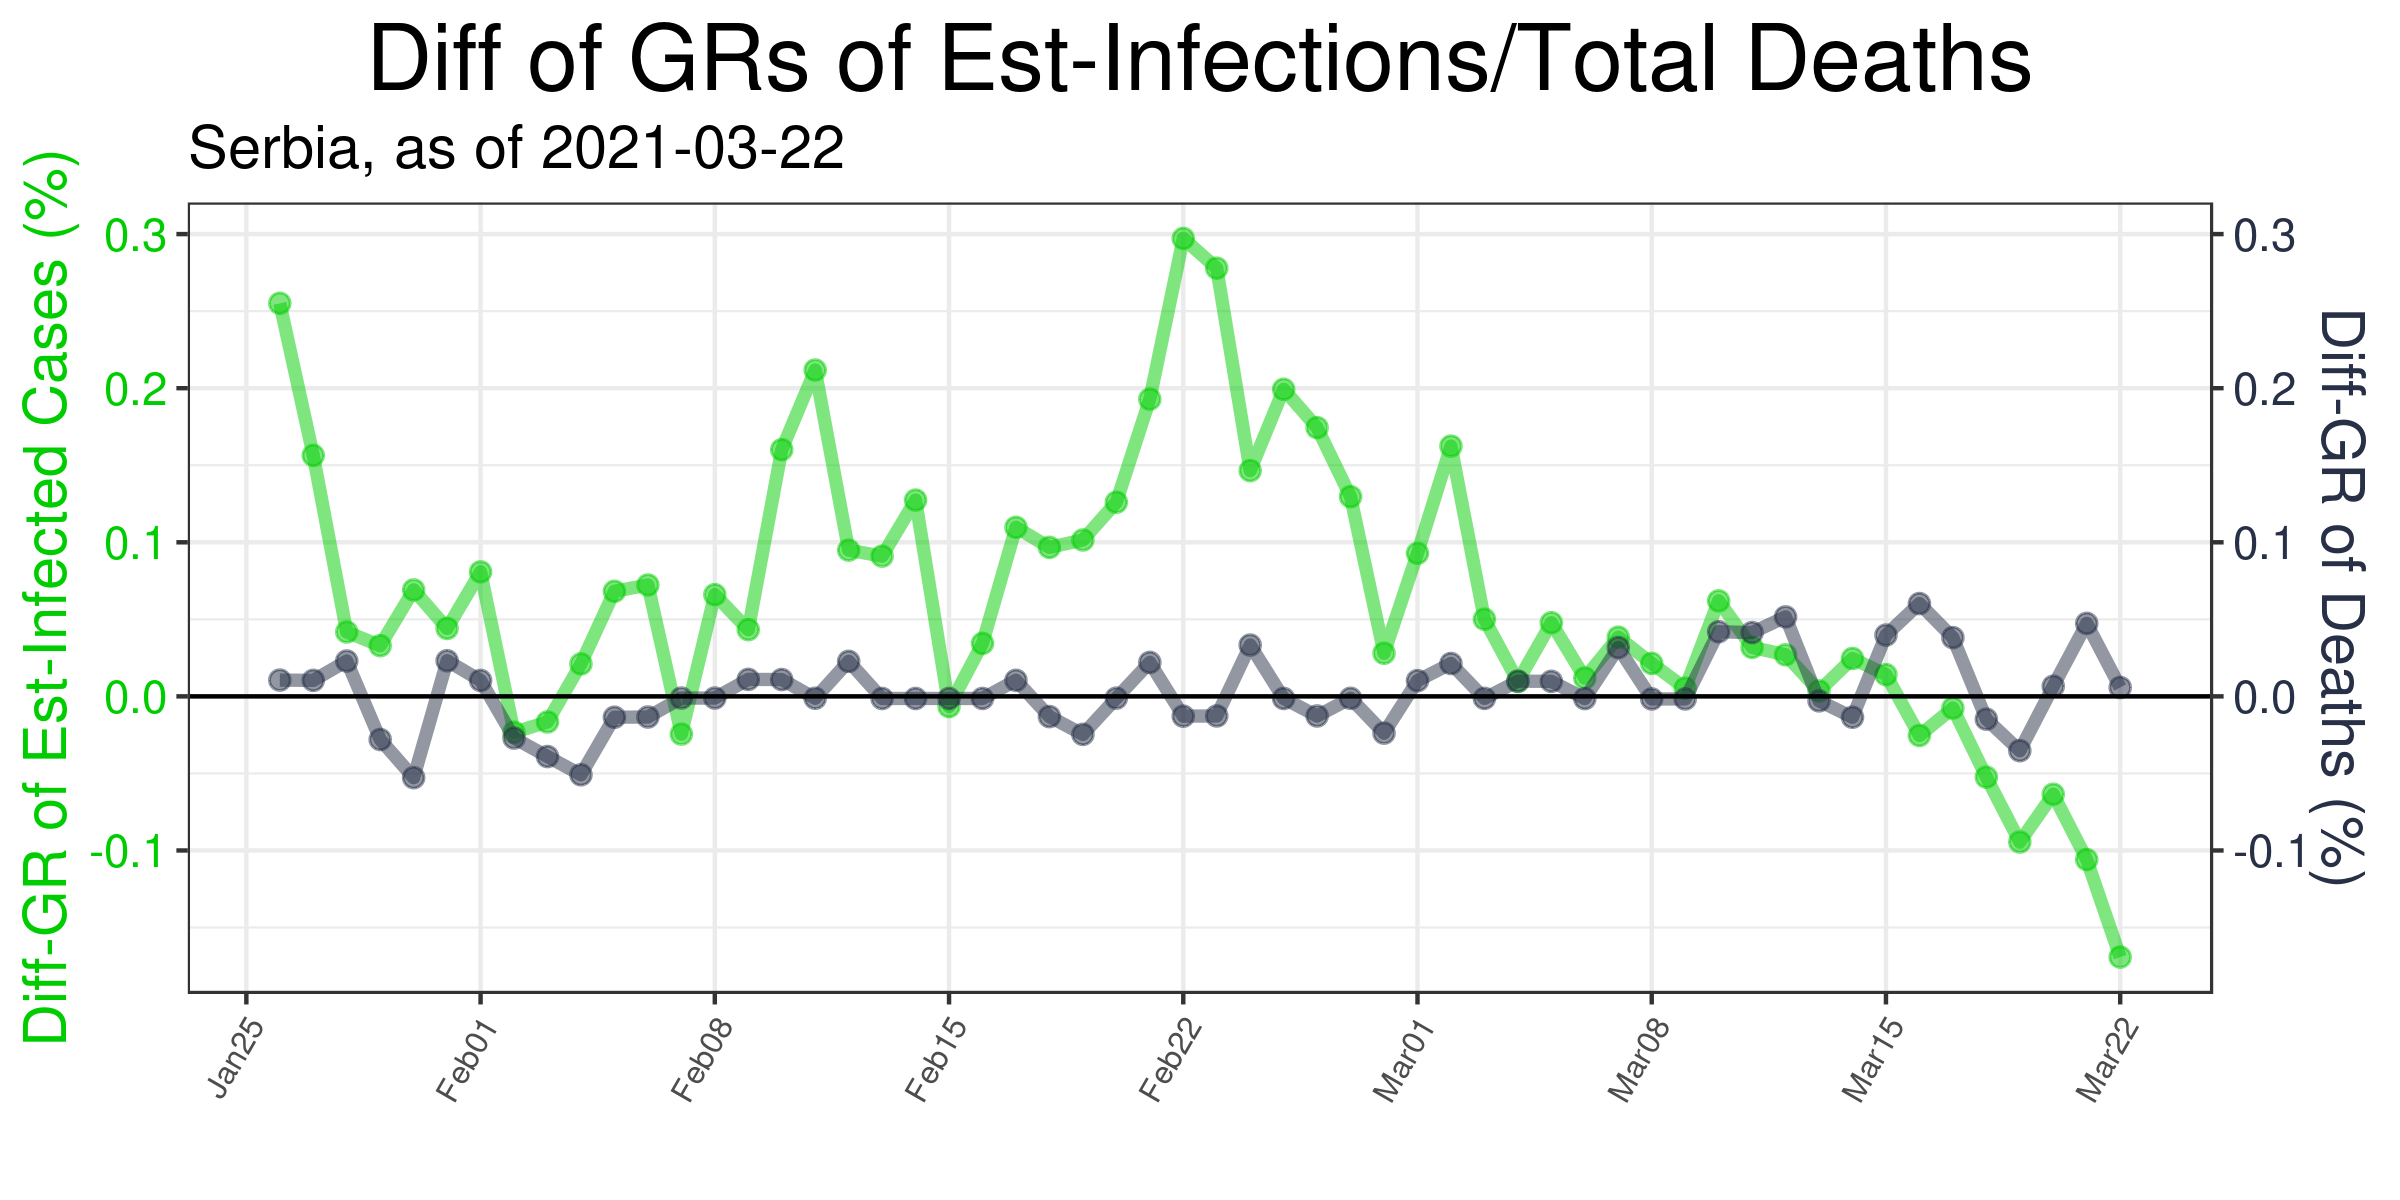 Diff of GRs of Est-Infections/Total Deaths
Serbia, as of 2021-03-22
Diff-GR of Est-Infected Cases (%)
0.3
0.2
0.1
0.0
-0.1
0.3
0.2
0.1
0.0
-0.1
Diff-GR of Deaths (%)
Jan25
Feb01
Feb08
Feb15
Feb22
Mar01
Mar08
Mar15
Mar22